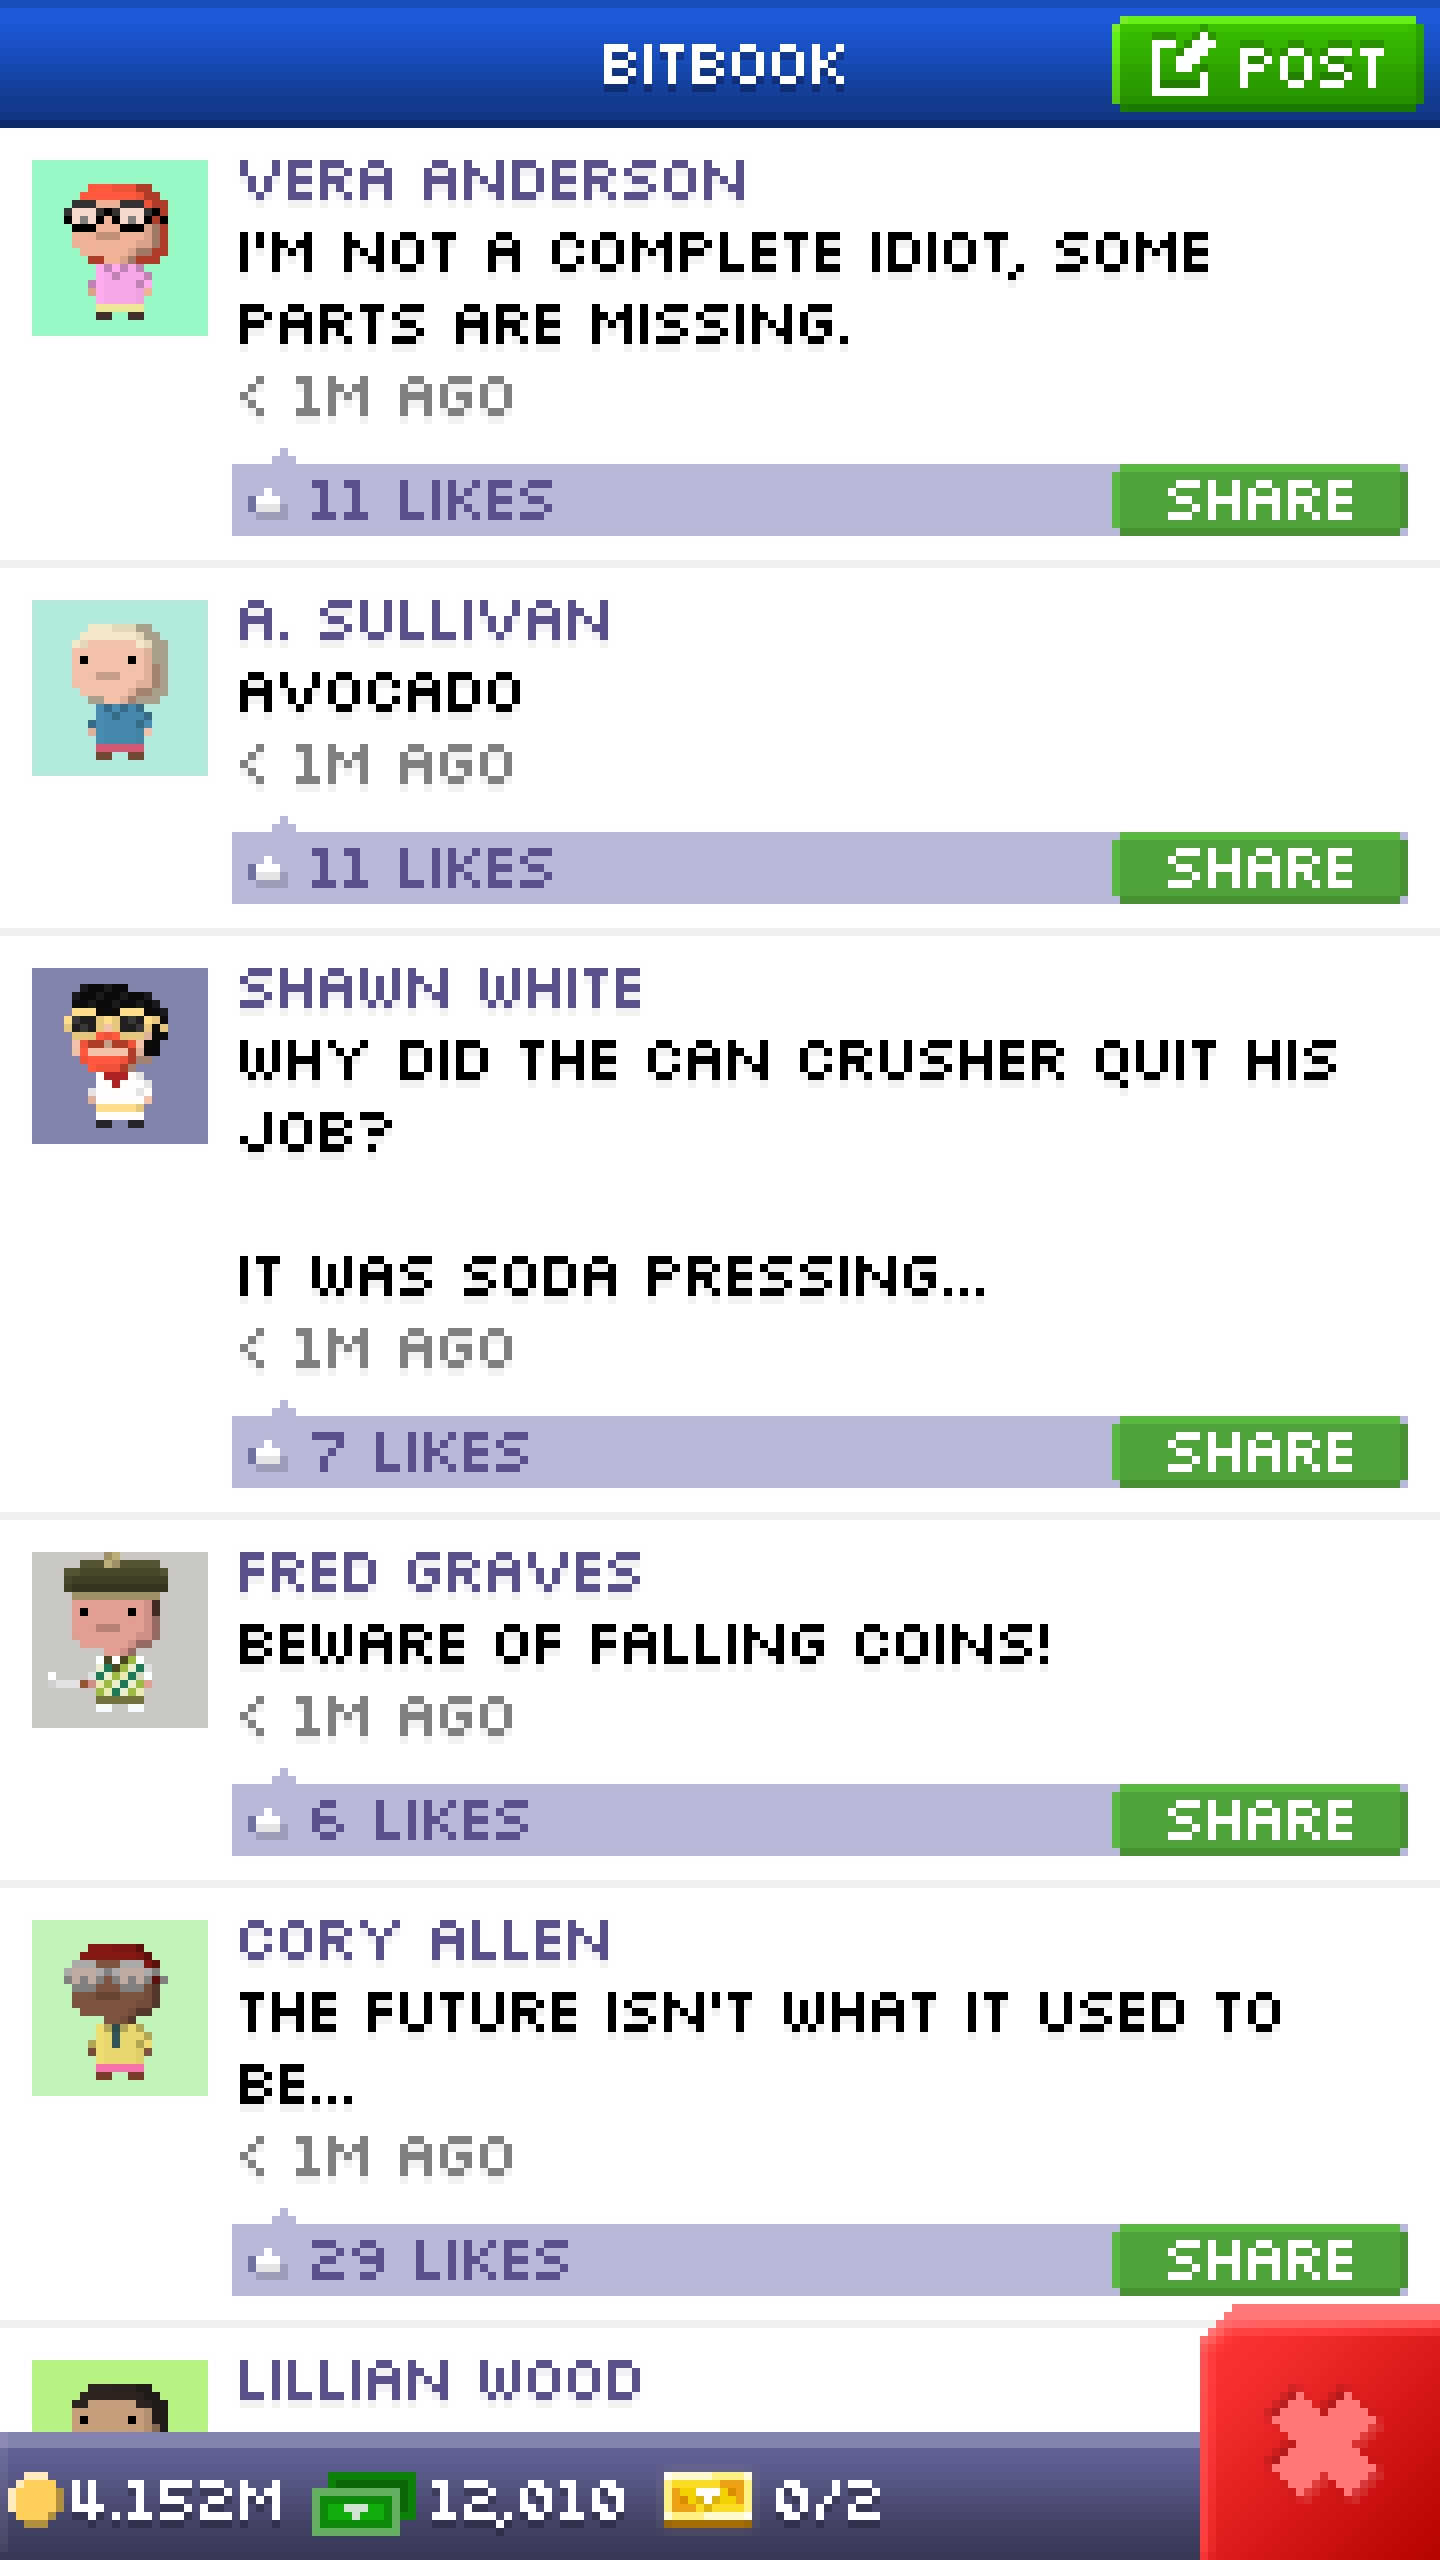 BITBOOK
POST
VERA ANDERSON
I'M NOT A COMPLETE IDIOT, SOME
PARTS ARE MISSING.
< 1M AGO
11 LIKES
SHARE
A. SULLIVAN
AVOCADO
< 1M AGO
11 LIKES
SHARE
SHAWN WHITE
WHY DID THE CAN CRUSHER QUIT HIS
JOB?
IT WAS SODA PRESSING...
< 1M AGO
7 LIKES
SHARE
FRED GRAVES
BEWARE OF FALLING COINS!
< 1M AGO
6 LIKES
SHARE
CORY ALLEN
THE FUTURE ISN'T WHAT IT USED TO
BE...
< 1M AGO
29 LIKES
SHARE
LILLIAN WOOD
4.152M
12,010
0/2